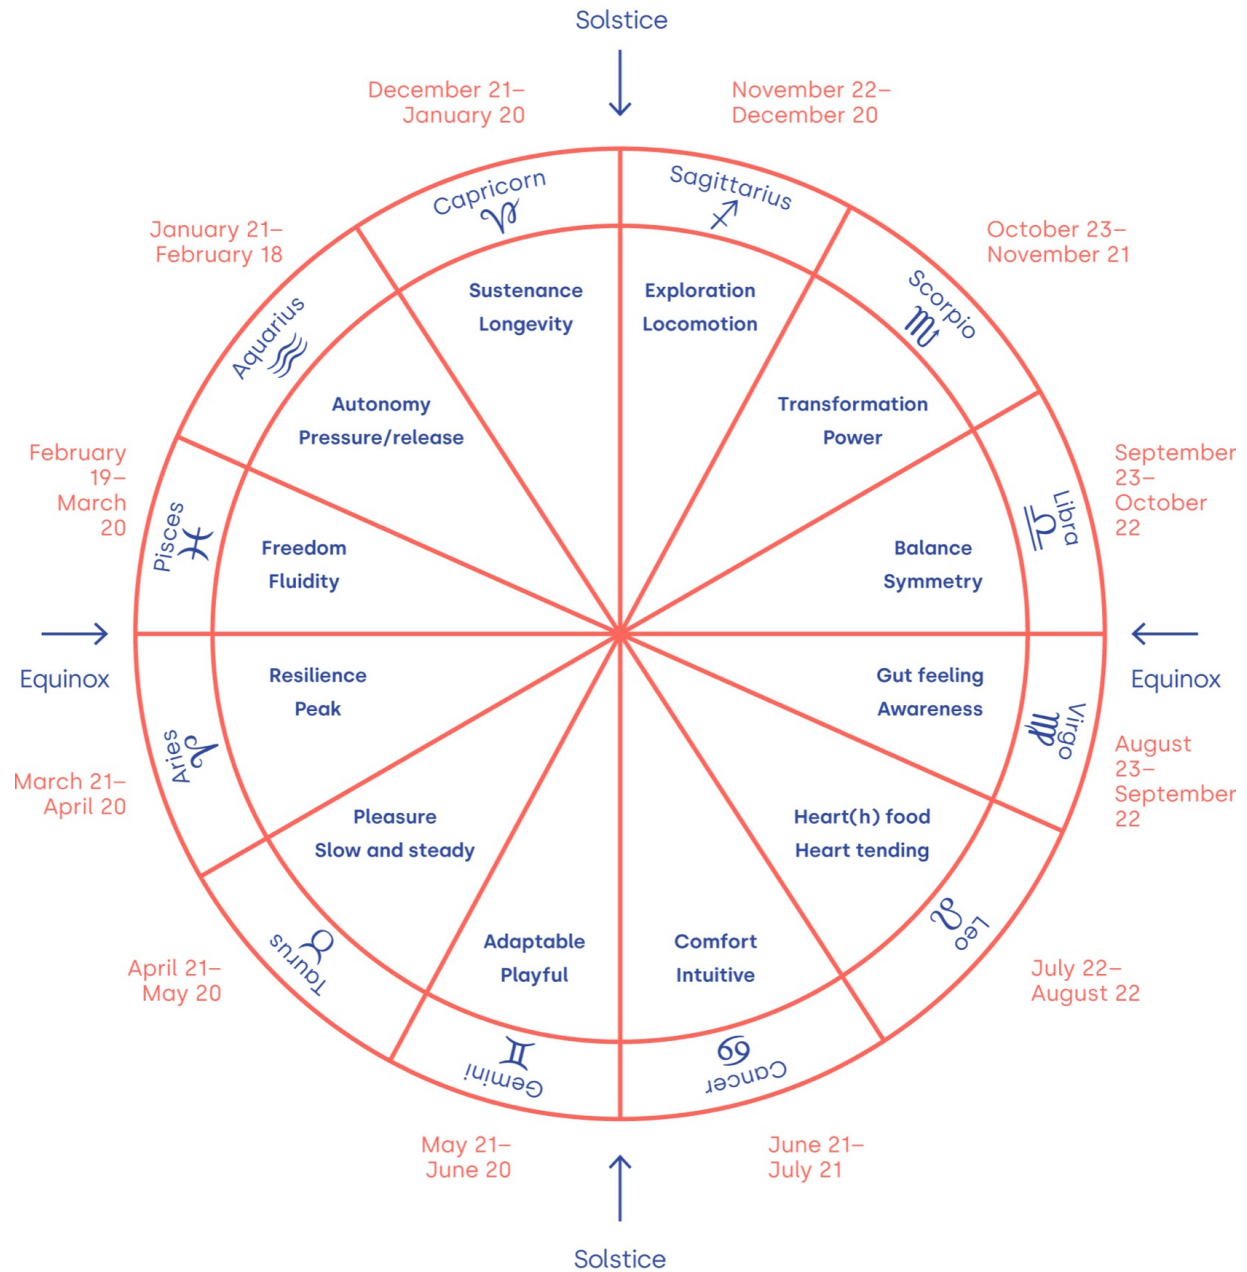 Solstice
December 21–
January 20
November 22–
December 20
Capricorn
Sagittarius
January 21–
February 18
October 23–
November 21
Aquarius
Scorpio
Sustenance
Longevity
Exploration
Locomotion
Autonomy
Pressure/release
Transformation
Power
February
19–
March
20
September
23–
October
22
Pisces
Libra
Freedom
Fluidity
Balance
Symmetry
Equinox
Equinox
Resilience
Peak
Gut feeling
Awareness
Aries
Virgo
March 21–
April 20
August
23–
September
22
Pleasure
Slow and steady
Heart(h) food
Heart tending
Taurus
Leo
April 21–
May 20
July 22–
August 22
Adaptable
Playful
Comfort
Intuitive
Gemini
Cancer
May 21–
June 20
June 21–
July 21
Solstice